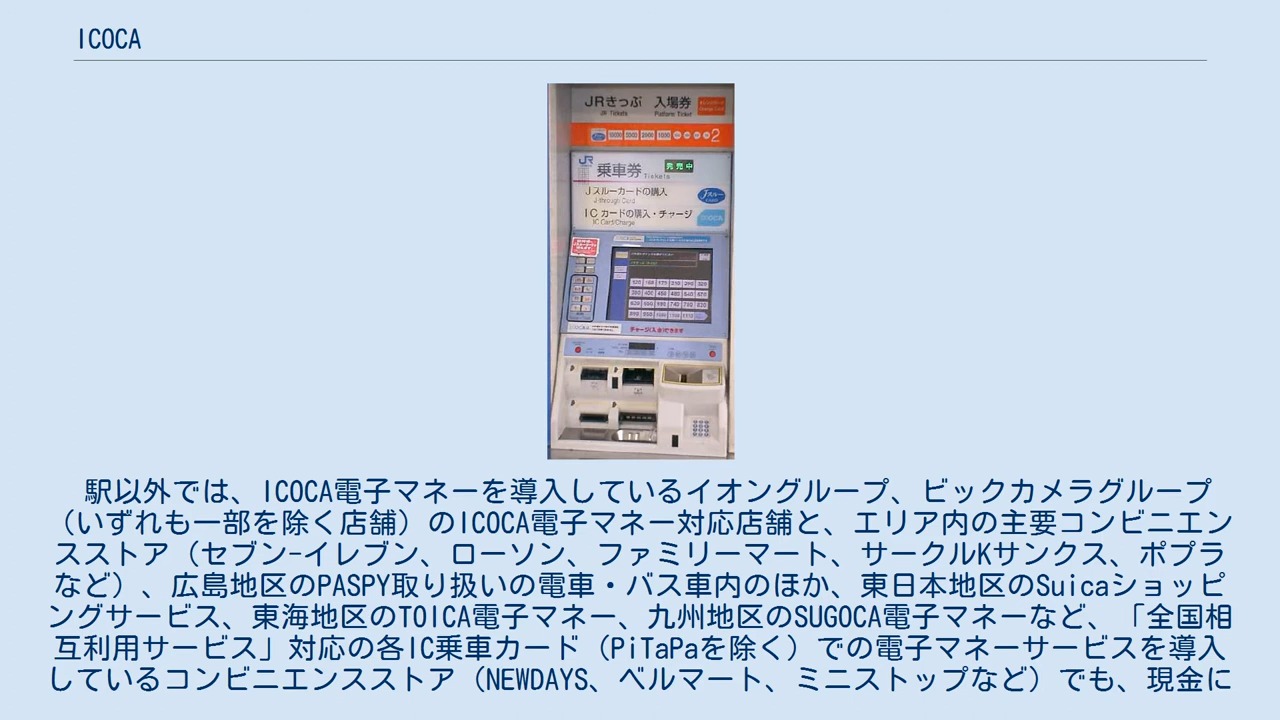 ICOCA
JRきっぷ 入場券
JR Tickets Platform Ticket
2
JR
乗車券 発売中
Tickets
Jスルーカードの購入
J-through Card
Jスルー
ICカードの購入・チャージ
IC Card/Charge
ICOCA
チャージ(入金)できます
駅以外では、ICOCA電子マネーを導入しているイオングループ、ビックカメラグループ
（いずれも一部を除く店舗）のICOCA電子マネー対応店舗と、エリア内の主要コンビニエン
スストア（セブン-イレブン、ローソン、ファミリーマート、サークルKサンクス、ポプラ
など）、広島地区のPASPY取り扱いの電車・バス車内のほか、東日本地区のSuicaショッピ
ングサービス、東海地区のTOICA電子マネー、九州地区のSUGOCA電子マネーなど、「全国相
互利用サービス」対応の各IC乗車カード（PiTaPaを除く）での電子マネーサービスを導入
しているコンビニエンスストア（NEWDAYS、ベルマート、ミニストップなど）でも、現金に